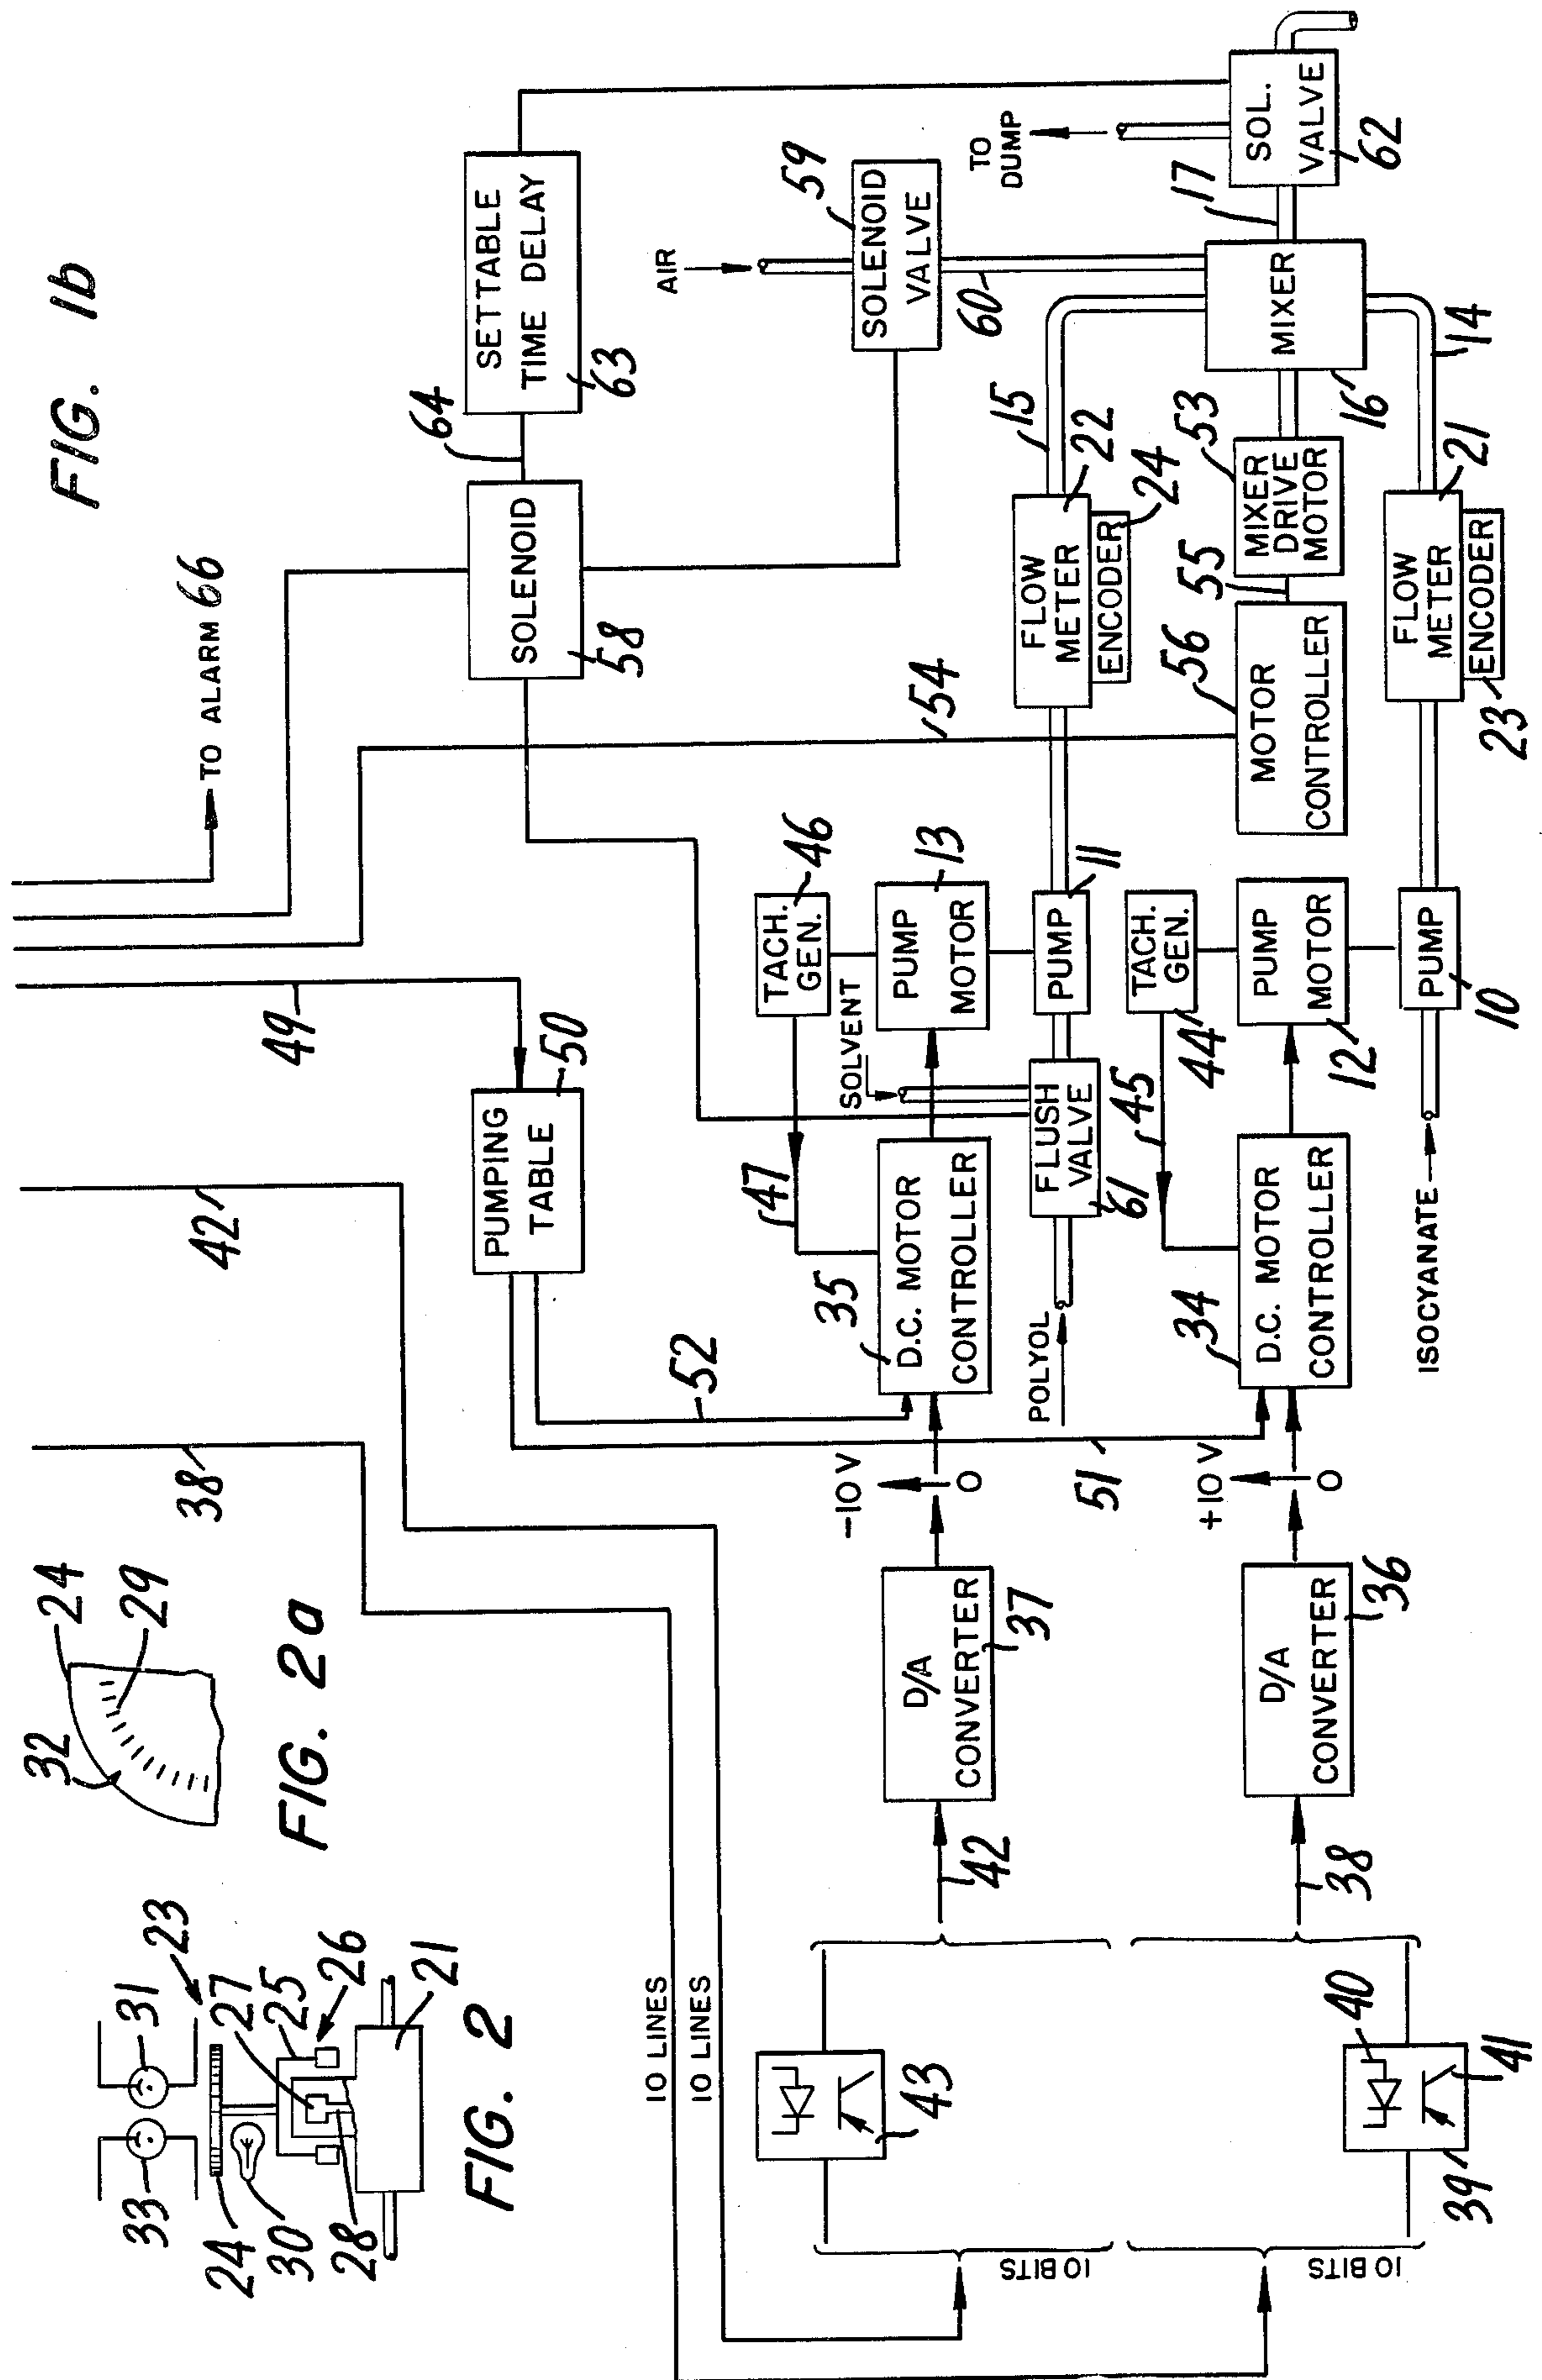 FIG. 1b
TO ALARM 66
38
42
49
PUMPING
TABLE
50
SOLENOID
58
64
SETTABLE
TIME DELAY
63
54
52
51
AIR
SOLENOID
VALVE
59
60
TO
DUMP
SOL.
VALVE
62
17
MIXER
16
15
14
TACH.
GEN.
46
47
SOLVENT
PUMP
MOTOR
13
D.C. MOTOR
CONTROLLER
35
-10 V
O
D/A
CONVERTER
37
42
POLYOL
FLUSH
VALVE
61
PUMP
11
FLOW
METER
22
ENCODER
24
MIXER
DRIVE
MOTOR
53
55
MOTOR
CONTROLLER
56
TACH.
GEN.
44
45
PUMP
MOTOR
12
D.C. MOTOR
CONTROLLER
34
+10 V
O
D/A
CONVERTER
36
38
ISOCYANATE
PUMP
10
FLOW
METER
21
ENCODER
23
10 LINES
10 LINES
43
10 BITS
10 BITS
39
40
41
24
29
32
FIG. 2a
33
31
23
24
27
25
30
26
28
21
FIG. 2